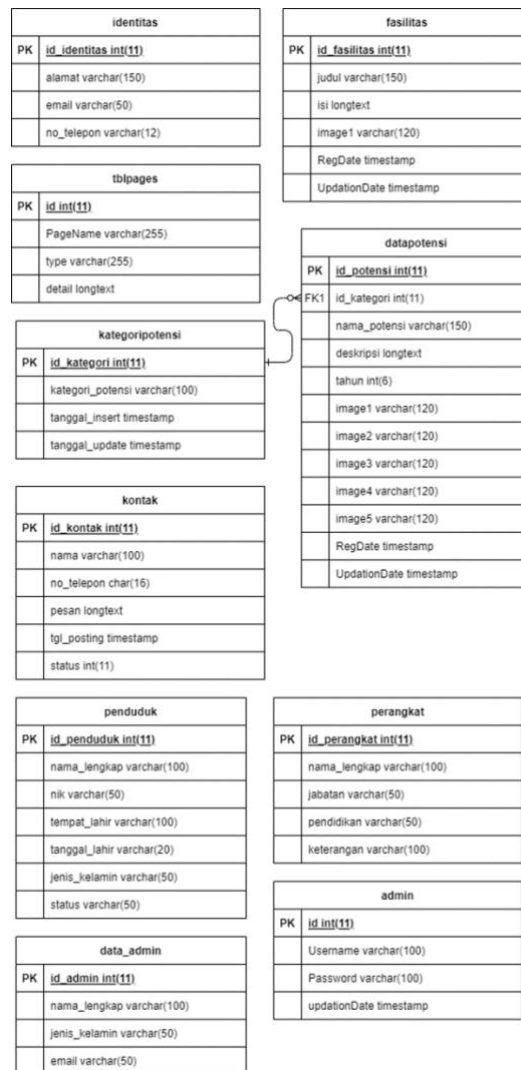 identitas
PK id_identitas int(11)
alamat varchar(150)
email varchar(50)
no_telepon varchar(12)
fasilitas
PK id_fasilitas int(11)
judul varchar(150)
isi longtext
image1 varchar(120)
RegDate timestamp
UpdationDate timestamp
tblpages
PK id int(11)
PageName varchar(255)
type varchar(255)
detail longtext
datapotensi
PK id_potensi int(11)
FK1 id_kategori int(11)
nama_potensi varchar(150)
deskripsi longtext
tahun int(6)
image1 varchar(120)
image2 varchar(120)
image3 varchar(120)
image4 varchar(120)
image5 varchar(120)
RegDate timestamp
UpdationDate timestamp
kategoripotensi
PK id_kategori int(11)
kategori_potensi varchar(100)
tanggal_insert timestamp
tanggal_update timestamp
kontak
PK id_kontak int(11)
nama varchar(100)
no_telepon char(16)
pesan longtext
tgl_posting timestamp
status int(11)
penduduk
PK id_penduduk int(11)
nama_lengkap varchar(100)
nik varchar(50)
tempat_lahir varchar(100)
tanggal_lahir varchar(20)
jenis_kelamin varchar(50)
status varchar(50)
perangkat
PK id_perangkat int(11)
nama_lengkap varchar(100)
jabatan varchar(50)
pendidikan varchar(50)
keterangan varchar(100)
data_admin
PK id_admin int(11)
nama_lengkap varchar(100)
jenis_kelamin varchar(50)
email varchar(50)
admin
PK id int(11)
Username varchar(100)
Password varchar(100)
updationDate timestamp